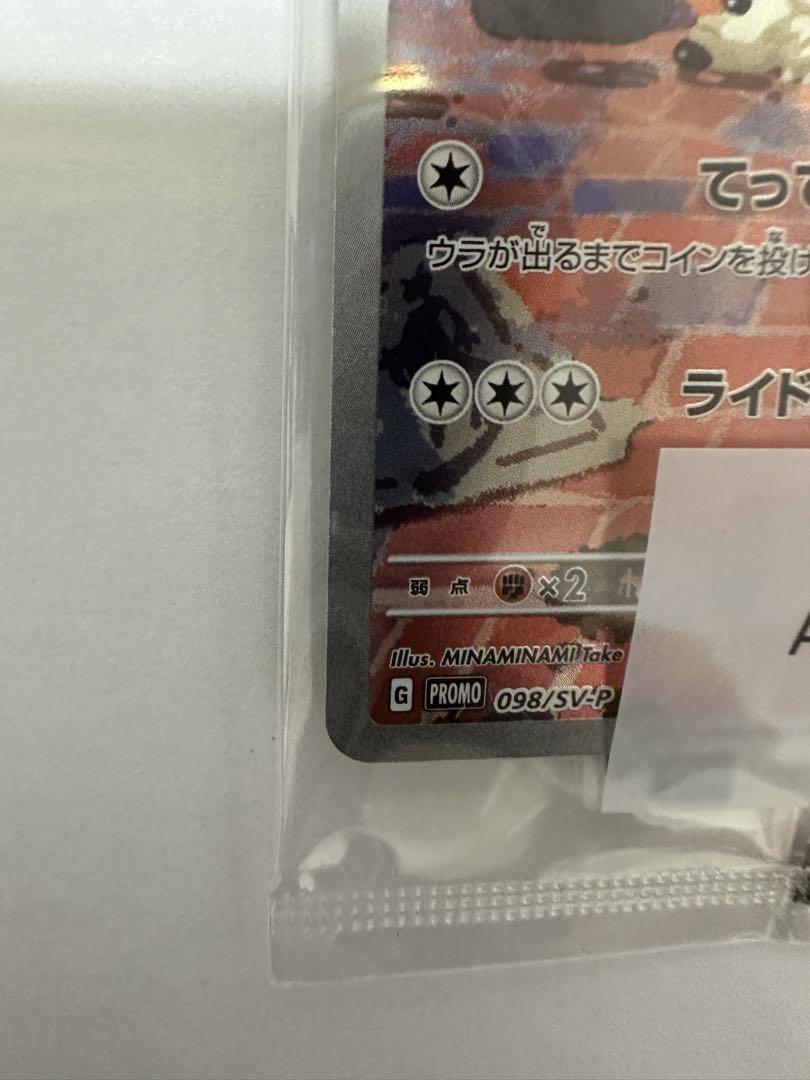 てって
ウラが出るまでコインを投げ
ライド
弱点 ×2
Illus. MINAMINAMI Take
G PROMO 098/SV-P
A